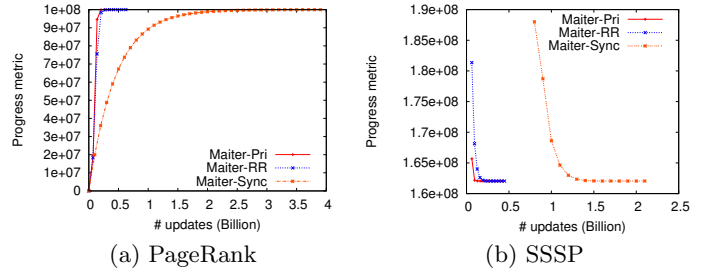 1e+08
9e+07
8e+07
7e+07
6e+07
5e+07
4e+07
3e+07
2e+07
1e+07
0
Progress metric
Maiter-Pri
Maiter-RR
Maiter-Sync
0 0.5 1 1.5 2 2.5 3 3.5 4
# updates (Billion)
(a) PageRank
1.9e+08
1.85e+08
1.8e+08
1.75e+08
1.7e+08
1.65e+08
1.6e+08
Progress metric
Maiter-Pri
Maiter-RR
Maiter-Sync
0 0.5 1 1.5 2 2.5
# updates (Billion)
(b) SSSP